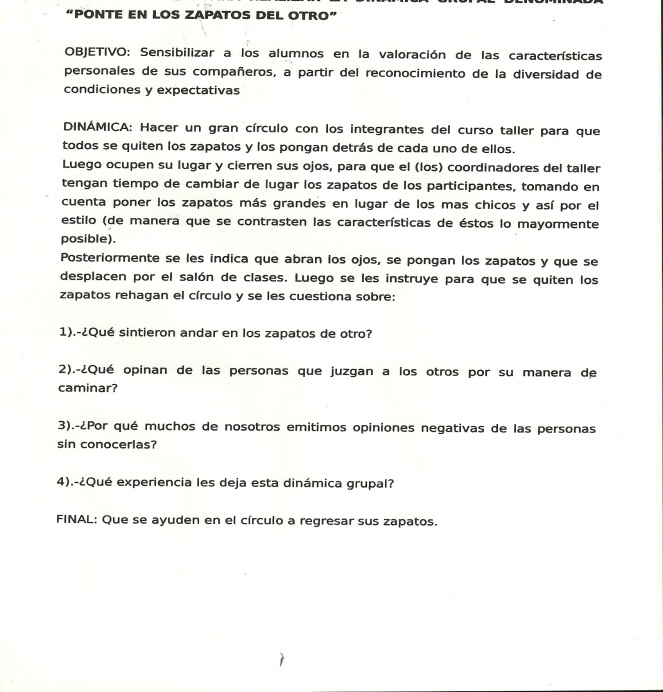 REALIZAR LA DINÁMICA GRUPAL DENOMINADA
“PONTE EN LOS ZAPATOS DEL OTRO”
OBJETIVO: Sensibilizar a los alumnos en la valoración de las características
personales de sus compañeros, a partir del reconocimiento de la diversidad de
condiciones y expectativas
DINÁMICA: Hacer un gran círculo con los integrantes del curso taller para que
todos se quiten los zapatos y los pongan detrás de cada uno de ellos.
Luego ocupen su lugar y cierren sus ojos, para que el (los) coordinadores del taller
tengan tiempo de cambiar de lugar los zapatos de los participantes, tomando en
cuenta poner los zapatos más grandes en lugar de los mas chicos y así por el
estilo (de manera que se contrasten las características de éstos lo mayormente
posible).
Posteriormente se les indica que abran los ojos, se pongan los zapatos y que se
desplacen por el salón de clases. Luego se les instruye para que se quiten los
zapatos rehagan el círculo y se les cuestiona sobre:
1).-¿Qué sintieron andar en los zapatos de otro?
2).-¿Qué opinan de las personas que juzgan a los otros por su manera de
caminar?
3).-¿Por qué muchos de nosotros emitimos opiniones negativas de las personas
sin conocerlas?
4).-¿Qué experiencia les deja esta dinámica grupal?
FINAL: Que se ayuden en el círculo a regresar sus zapatos.